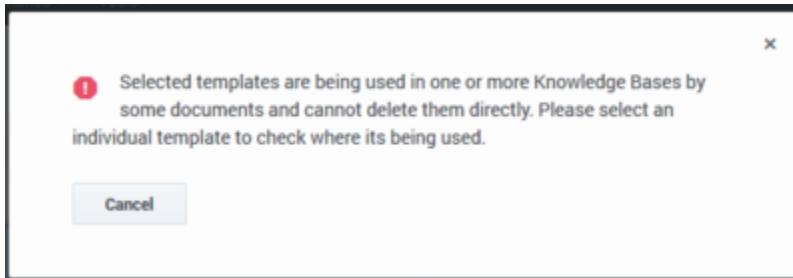 Selected templates are being used in one or more Knowledge Bases by
some documents and cannot delete them directly. Please select an
individual template to check where its being used.
Cancel